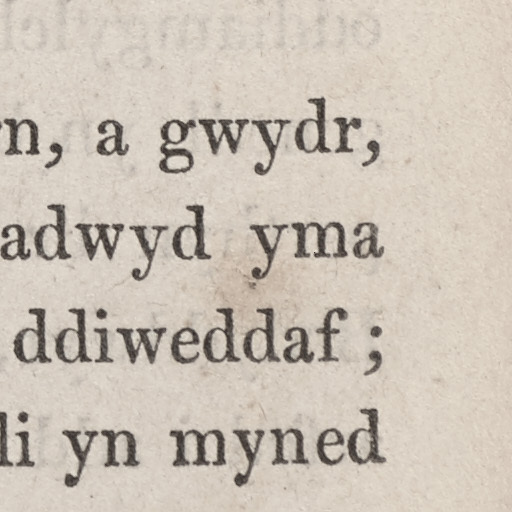 n, a gwydr,
adwyd yma
ddiweddaf ;
li yn myned